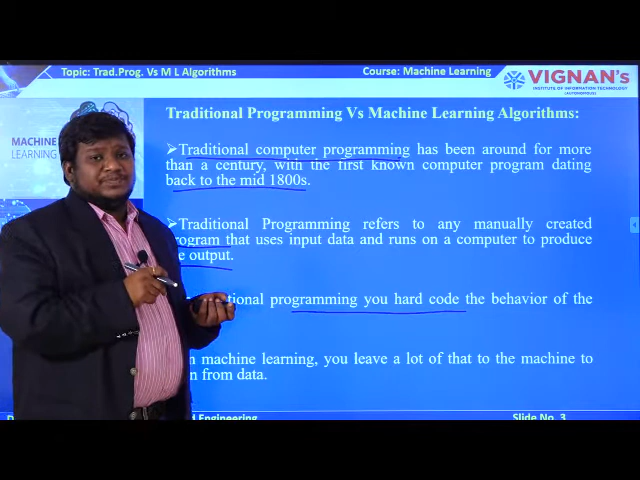 Topic: Trad.Prog. Vs M L Algorithms
Course: Machine Learning
VIGNAN's
INSTITUTE OF INFORMATION TECHNOLOGY
(AUTONOMOUS)
MACHINE
LEARNING
Traditional Programming Vs Machine Learning Algorithms:
➢Traditional computer programming has been around for more
than a century, with the first known computer program dating
back to the mid 1800s.
➢Traditional Programming refers to any manually created
program that uses input data and runs on a computer to produce
output.
programming you hard code the behavior of the
machine learning, you leave a lot of that to the machine to
from data.
Engineering
Slide No. 3